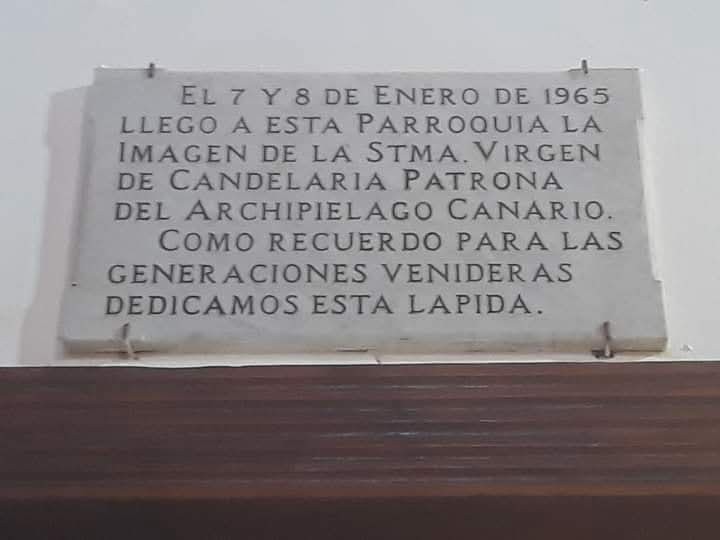 EL 7 Y 8 DE ENERO DE 1965
LLEGO A ESTA PARROQUIA LA
IMAGEN DE LA STMA. VIRGEN
DE CANDELARIA PATRONA
DEL ARCHIPIELAGO CANARIO.
COMO RECUERDO PARA LAS
GENERACIONES VENIDERAS
DEDICAMOS ESTA LAPIDA.